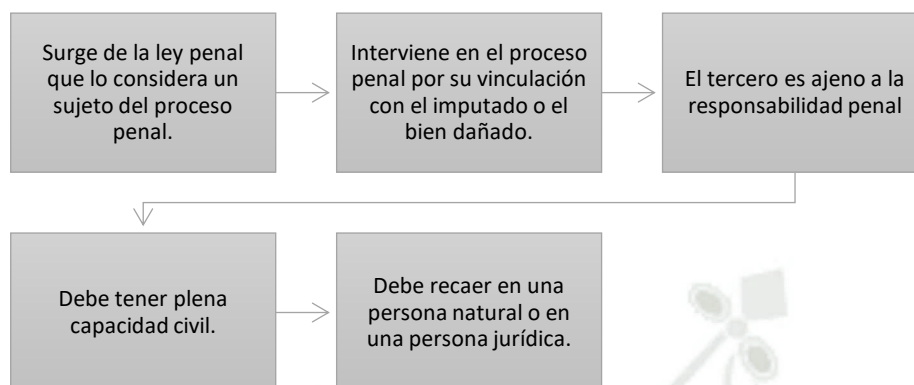 Surge de la ley penal
que lo considera un
sujeto del proceso
penal.
Interviene en el proceso
penal por su vinculación
con el imputado o el
bien dañado.
El tercero es ajeno a la
responsabilidad penal
Debe tener plena
capacidad civil.
Debe recaer en una
persona natural o en
una persona jurídica.